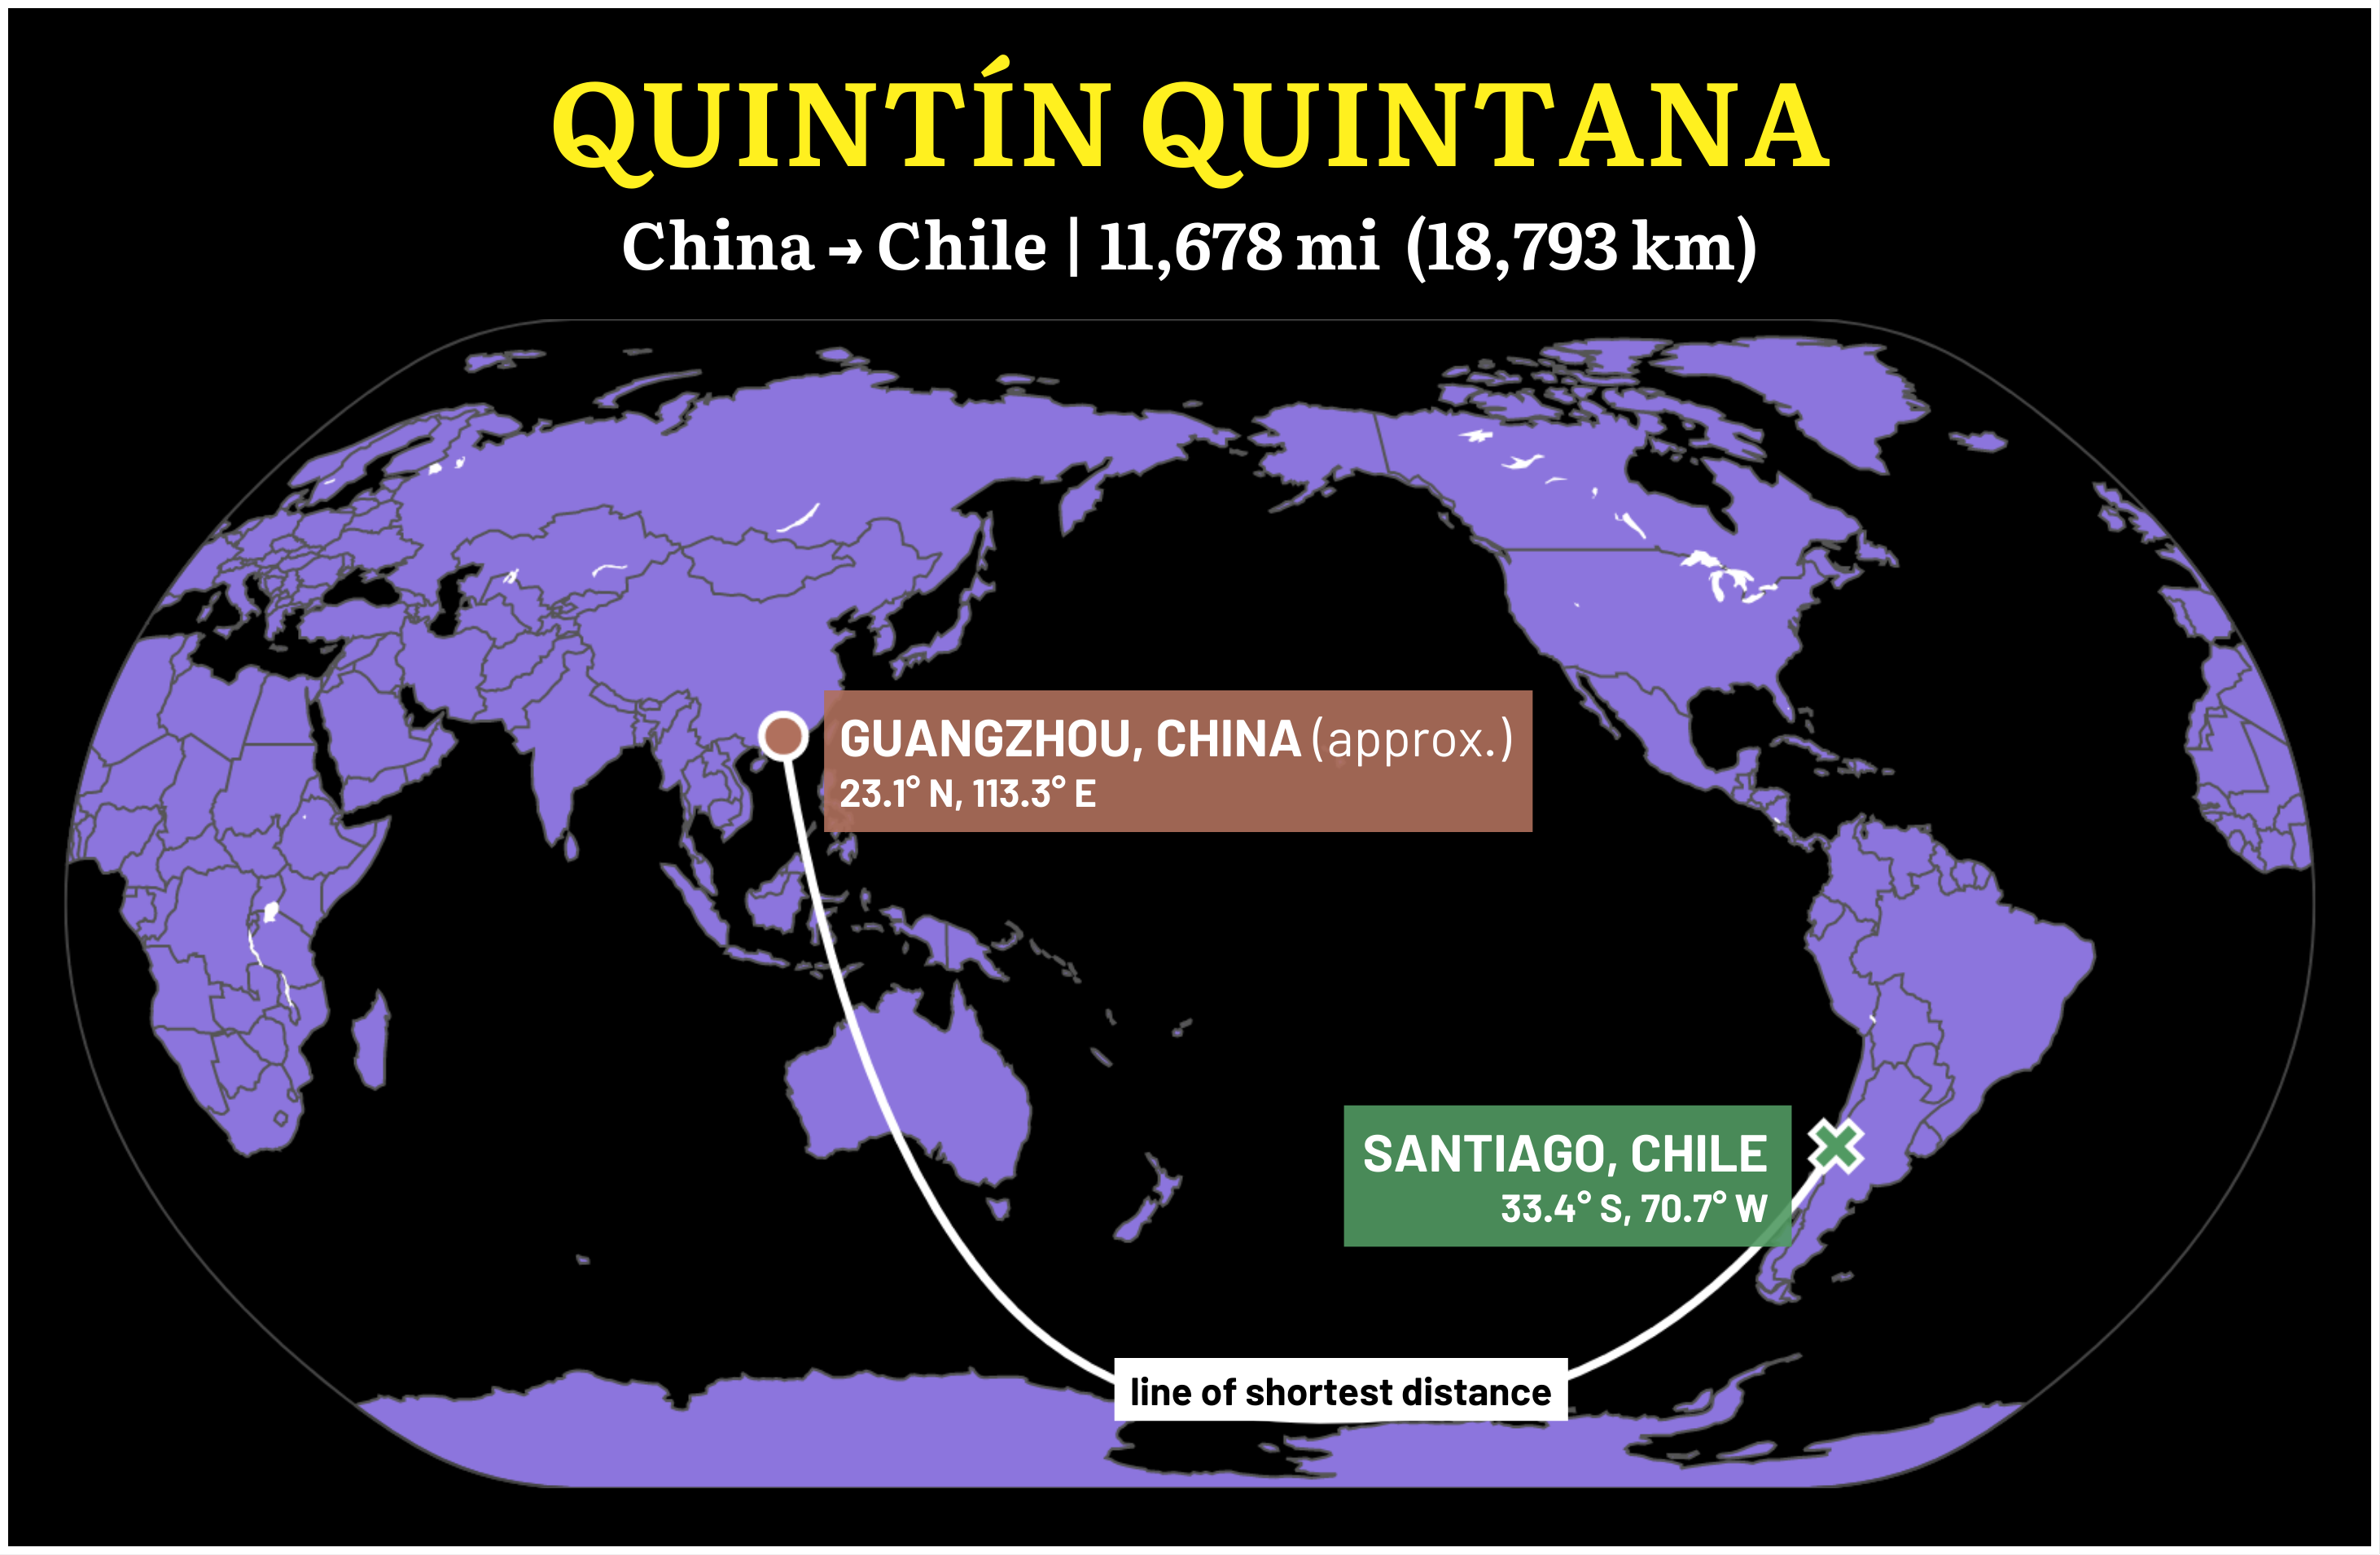 QUINTÍN QUINTANA
China → Chile | 11,678 mi (18,793 km)
GUANGZHOU, CHINA (approx.)
23.1° N, 113.3° E
SANTIAGO, CHILE
33.4° S, 70.7° W
line of shortest distance